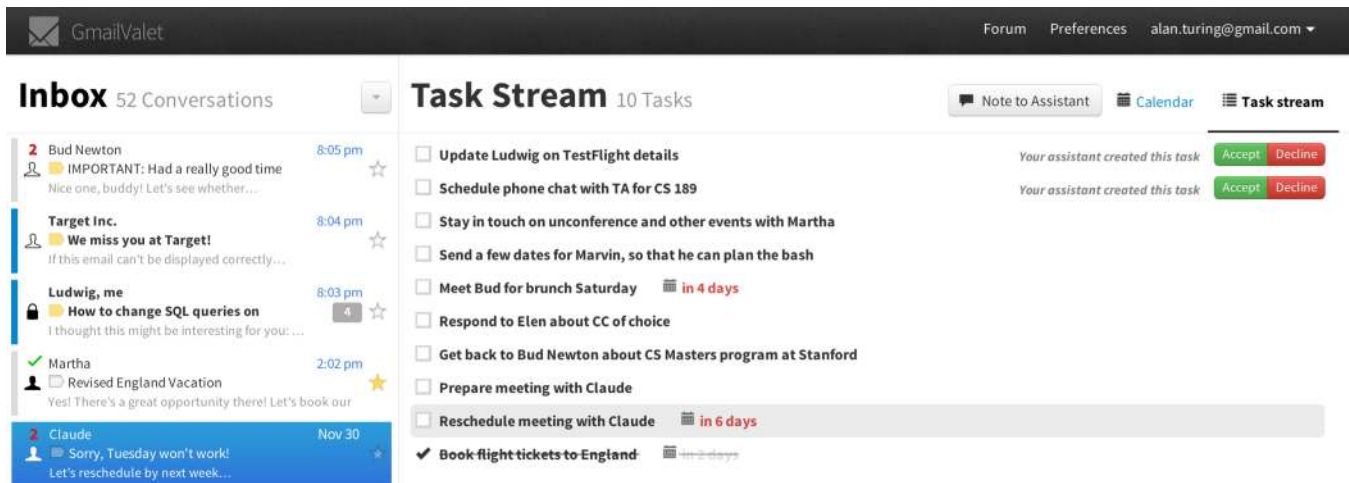 GmailValet
Forum Preferences alan.turing@gmail.com
Inbox 52 Conversations
2 Bud Newton 8:05 pm
IMPORTANT: Had a really good time
Nice one, buddy! Let's see whether…
Target Inc. 8:04 pm
We miss you at Target!
If this email can't be displayed correctly…
Ludwig, me 8:03 pm
How to change SQL queries on 4
I thought this might be interesting for you: …
Martha 2:02 pm
Revised England Vacation
Yes! There's a great opportunity there! Let's book our
2 Claude Nov 30
Sorry, Tuesday won't work!
Let's reschedule by next week…
Task Stream 10 Tasks
Note to Assistant Calendar Task stream
Update Ludwig on TestFlight details Your assistant created this task Accept Decline
Schedule phone chat with TA for CS 189 Your assistant created this task Accept Decline
Stay in touch on unconference and other events with Martha
Send a few dates for Marvin, so that he can plan the bash
Meet Bud for brunch Saturday in 4 days
Respond to Elen about CC of choice
Get back to Bud Newton about CS Masters program at Stanford
Prepare meeting with Claude
Reschedule meeting with Claude in 6 days
Book flight tickets to England in 2 days